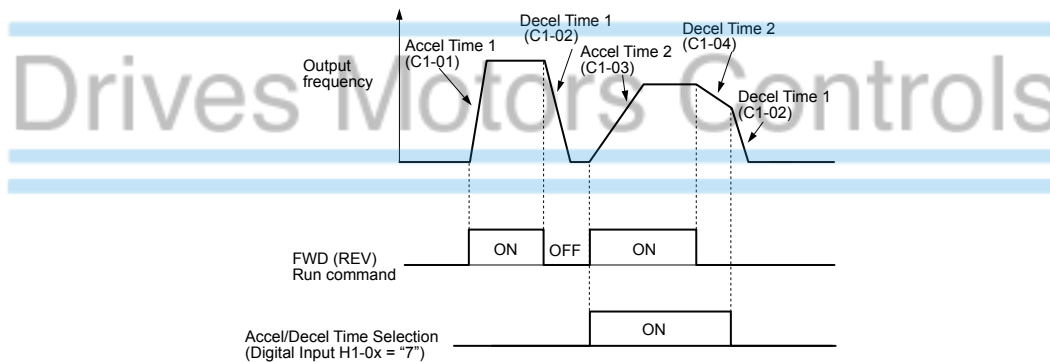 Decel Time 1
(C1-02)
Decel Time 2
(C1-04)
Accel Time 1
(C1-01)
Accel Time 2
(C1-03)
Output
frequency
Decel Time 1
(C1-02)
Drives Motors Controls
ON
OFF
ON
FWD (REV)
Run command
ON
Accel/Decel Time Selection
(Digital Input H1-0x = “7”)